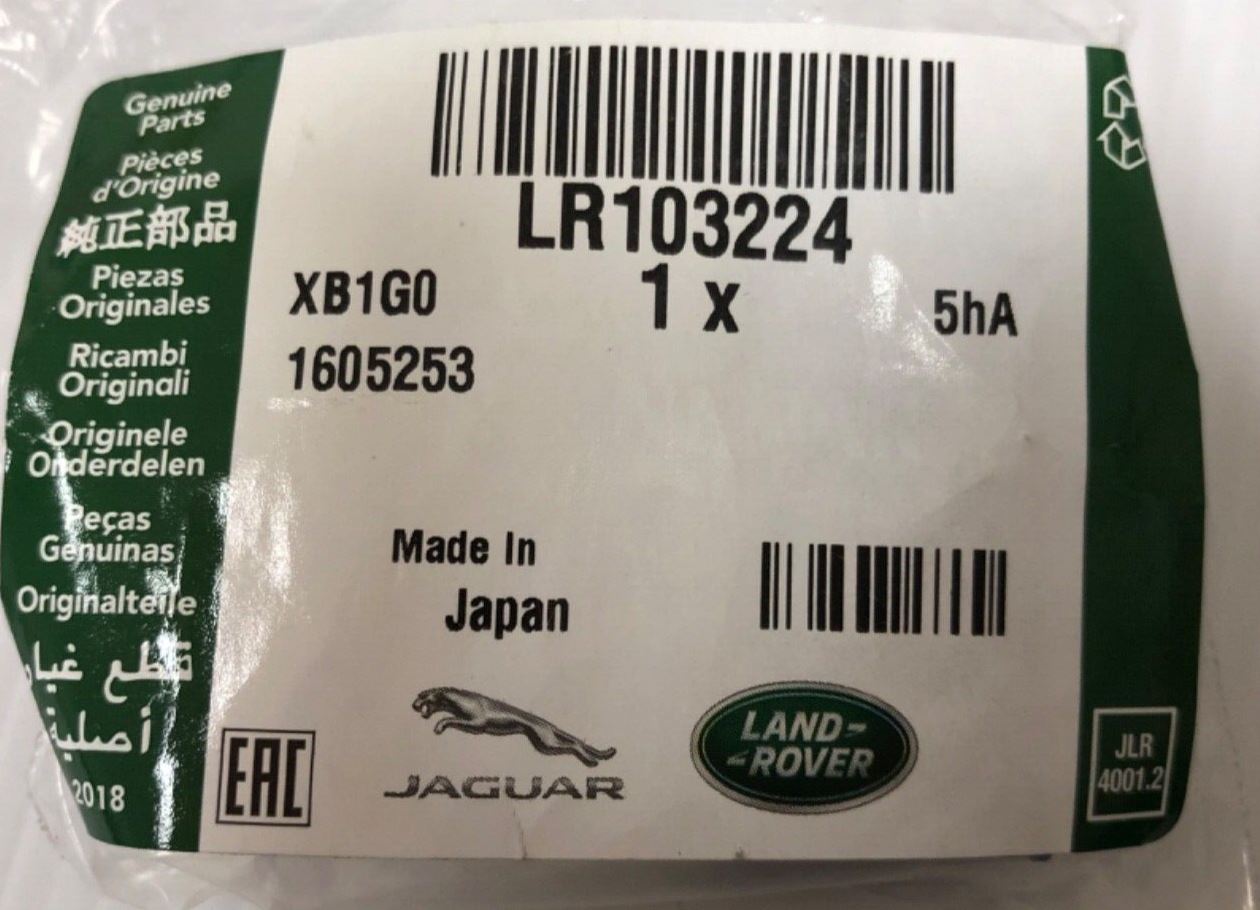 Genuine
Parts
Pièces
d'Origine
純正部品
Piezas
Originales
Ricambi
Originali
Originele
Onderdelen
Peças
Genuinas
Originalteile
قطع غيار
أصلية
2018
LR103224
XB1G0
1 x
5hA
1605253
Made In
Japan
EAC
JAGUAR
LAND-
-ROVER
JLR
4001.2